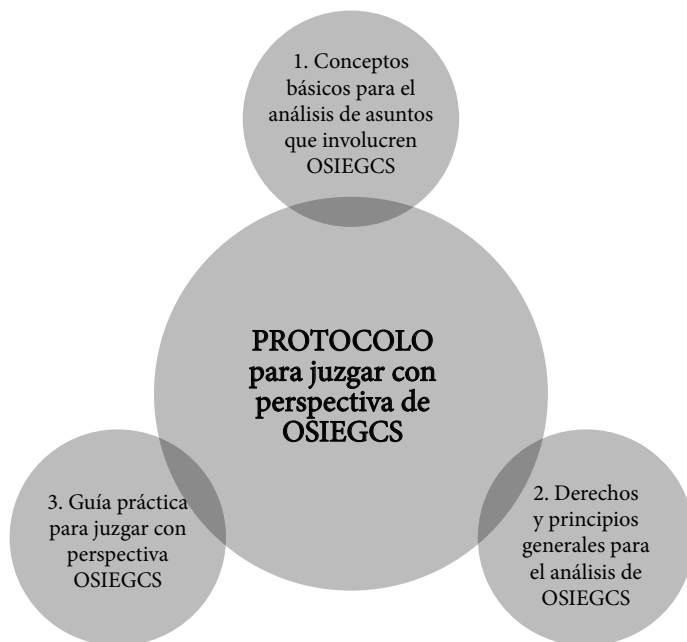 1. Conceptos
básicos para el
análisis de asuntos
que involucren
OSIEGCS
PROTOCOLO
para juzgar con
perspectiva de
OSIEGCS
2. Derechos
y principios
generales para
el análisis de
OSIEGCS
3. Guía práctica
para juzgar con
perspectiva
OSIEGCS